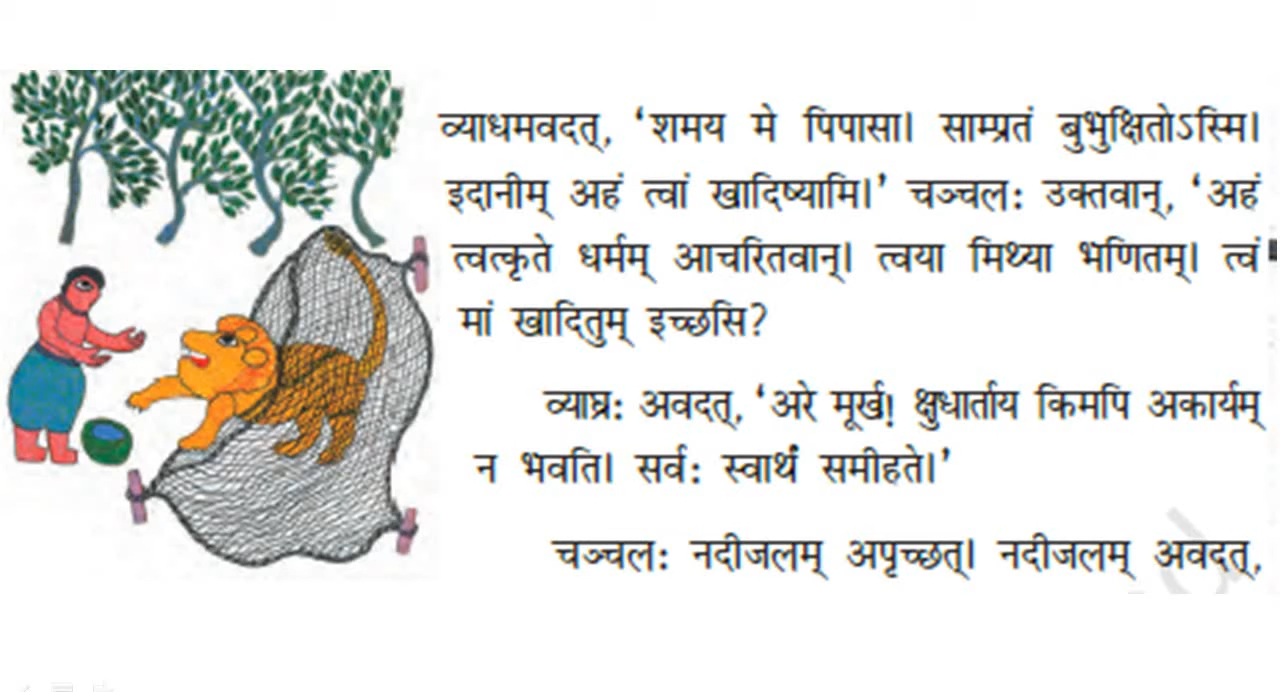 व्याधमवदत्, ‘शमय मे पिपासा। साम्प्रतं बुभुक्षितोऽस्मि।
इदानीम् अहं त्वां खादिष्यामि।’ चञ्चलः उक्तवान्, ‘अहं
त्वत्कृते धर्मम् आचरितवान्। त्वया मिथ्या भणितम्। त्वं
मां खादितुम् इच्छसि?
व्याघ्रः अवदत्, ‘अरे मूर्ख! क्षुधार्ताय किमपि अकार्यम्
न भवति। सर्वः स्वार्थं समीहते।’
चञ्चलः नदीजलम् अपृच्छत्। नदीजलम् अवदत्,